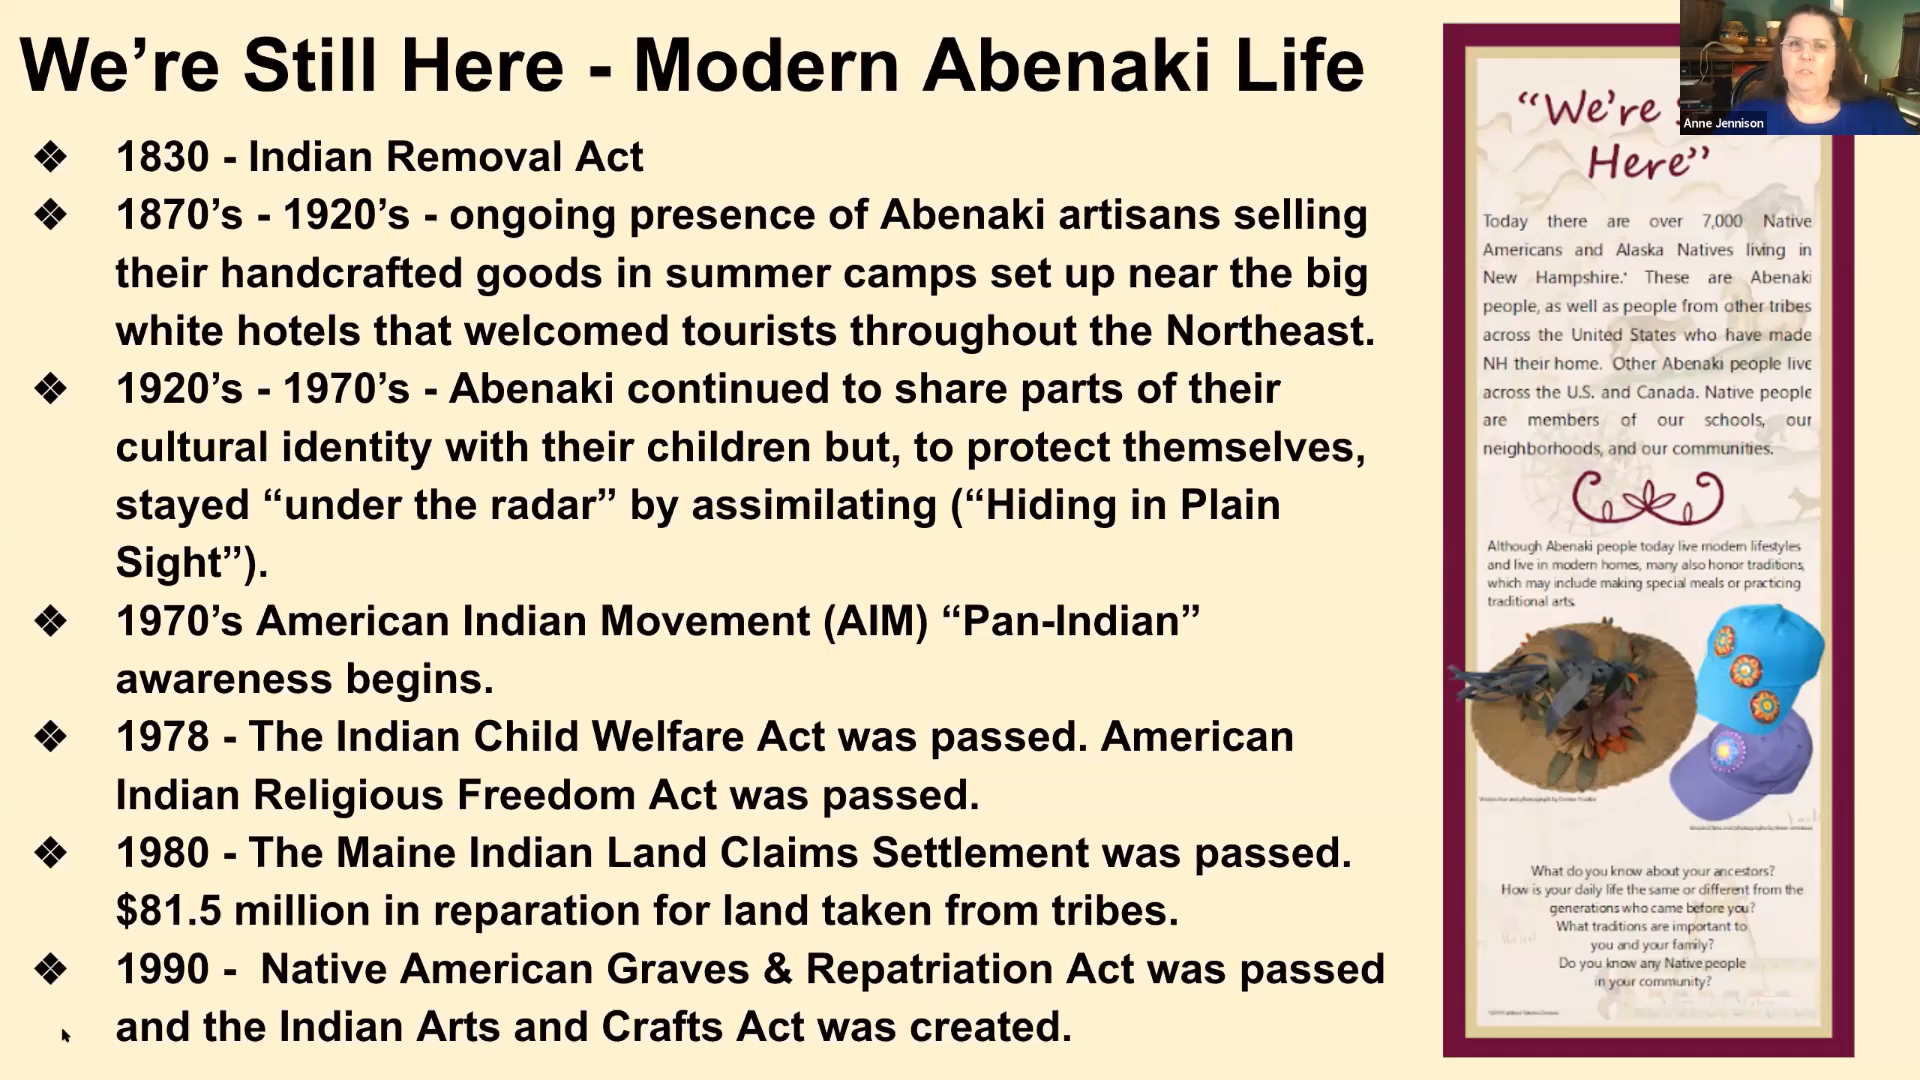 We’re Still Here - Modern Abenaki Life
❖ 1830 - Indian Removal Act
❖ 1870’s - 1920’s - ongoing presence of Abenaki artisans selling
their handcrafted goods in summer camps set up near the big
white hotels that welcomed tourists throughout the Northeast.
❖ 1920’s - 1970’s - Abenaki continued to share parts of their
cultural identity with their children but, to protect themselves,
stayed “under the radar” by assimilating (“Hiding in Plain
Sight”).
❖ 1970’s American Indian Movement (AIM) “Pan-Indian”
awareness begins.
❖ 1978 - The Indian Child Welfare Act was passed. American
Indian Religious Freedom Act was passed.
❖ 1980 - The Maine Indian Land Claims Settlement was passed.
$81.5 million in reparation for land taken from tribes.
❖ 1990 - Native American Graves & Repatriation Act was passed
and the Indian Arts and Crafts Act was created.
Anne Jennison
“We’re
Here”
Today there are over 7,000 Native
Americans and Alaska Natives living in
New Hampshire.* These are Abenaki
people, as well as people from other tribes
across the United States who have made
NH their home. Other Abenaki people live
across the U.S. and Canada. Native people
are members of our schools, our
neighborhoods, and our communities.
Although Abenaki people today live modern lifestyles
and live in modern homes, many also honor traditions,
which may include making special meals or practicing
traditional arts.
What do you know about your ancestors?
How is your daily life the same or different from the
generations who came before you?
What traditions are important to
you and your family?
Do you know any Native people
in your community?